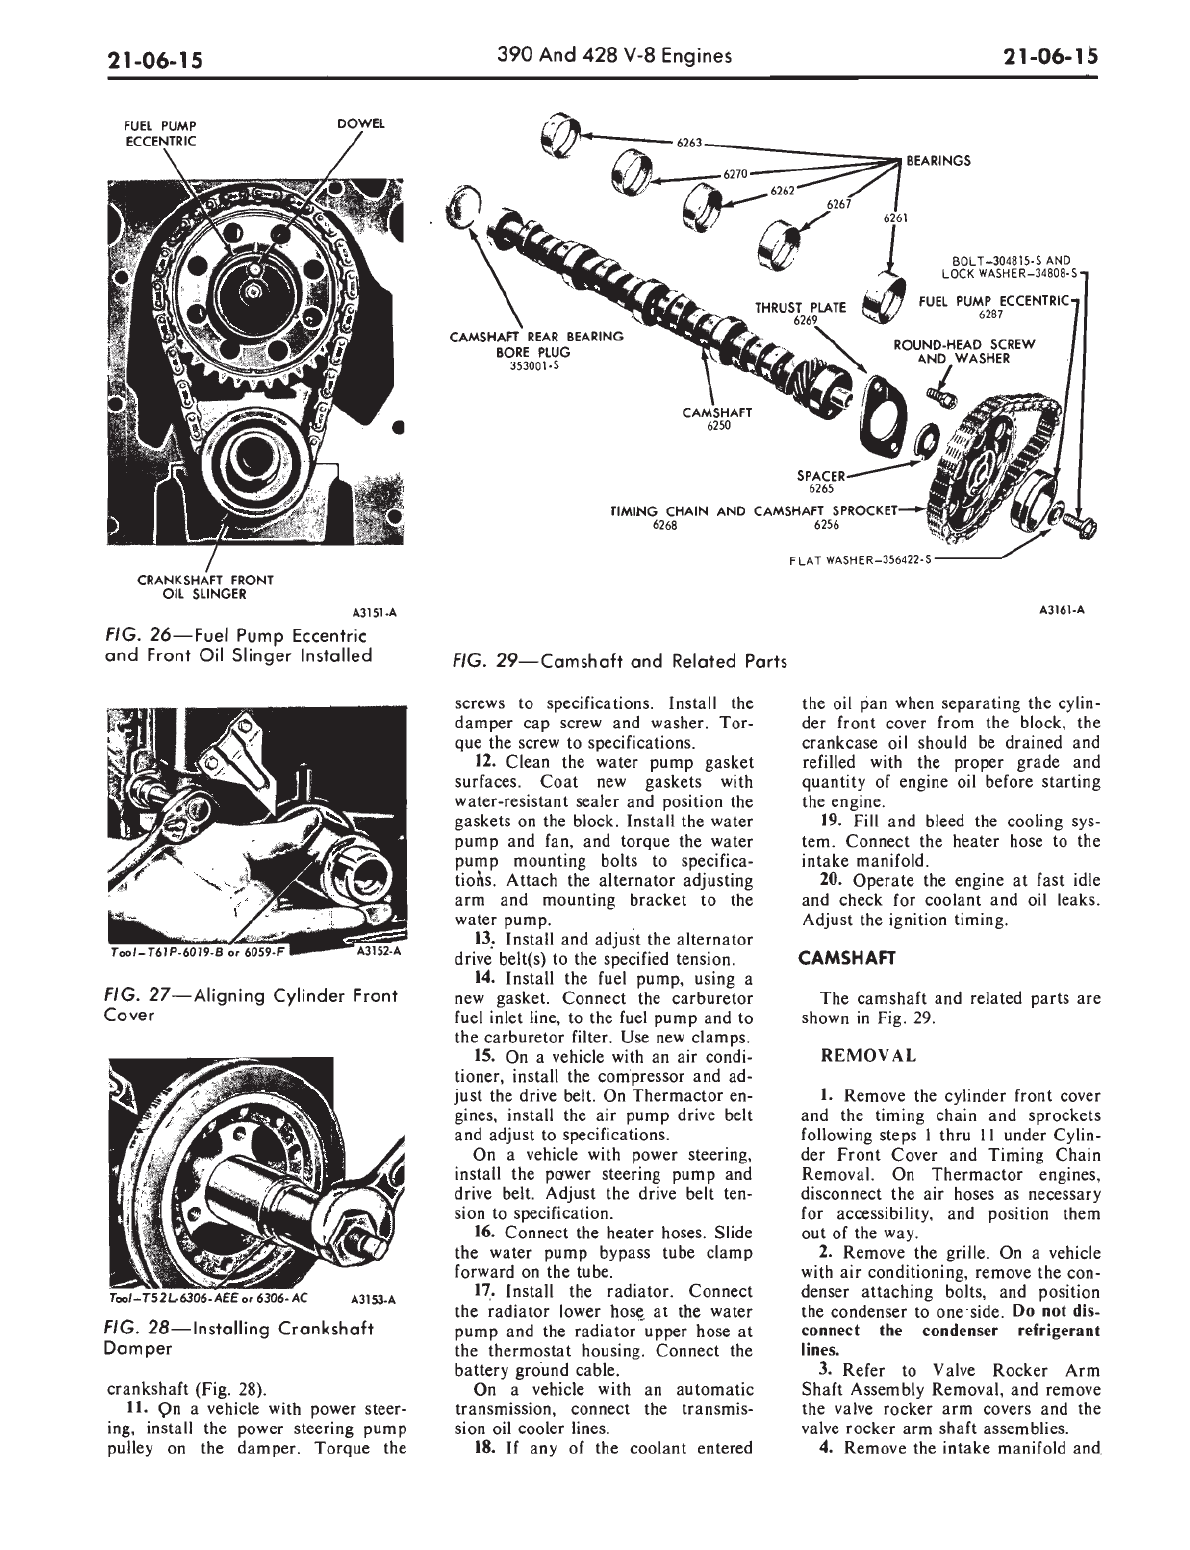 21-06-15
390 And 428 V-8 Engines
21-06-15
FUEL PUMP
ECCENTRIC
DOWEL
CRANKSHAFT FRONT
OIL SLINGER
A3151-A
FIG. 26—Fuel Pump Eccentric
and Front Oil Slinger Installed
6263
6270
6262
6267
6261
BEARINGS
BOLT-304815-S AND
LOCK WASHER-34808-S
FUEL PUMP ECCENTRIC
6287
THRUST PLATE
6269
ROUND-HEAD SCREW
AND WASHER
CAMSHAFT REAR BEARING
BORE PLUG
353001-S
CAMSHAFT
6250
SPACER
6265
TIMING CHAIN AND CAMSHAFT SPROCKET
6268
6256
FLAT WASHER-356422-S
A3161-A
FIG. 29—Camshaft and Related Parts
Tool-T61P-6019-B or 6059-F
A3152-A
FIG. 27—Aligning Cylinder Front
Cover
Tool-T52L-6306-AEE or 6306-AC
A3153-A
FIG. 28—Installing Crankshaft
Damper
crankshaft (Fig. 28).
11. On a vehicle with power steer-
ing, install the power steering pump
pulley on the damper. Torque the
screws to specifications. Install the
damper cap screw and washer. Tor-
que the screw to specifications.
12. Clean the water pump gasket
surfaces. Coat new gaskets with
water-resistant sealer and position the
gaskets on the block. Install the water
pump and fan, and torque the water
pump mounting bolts to specifica-
tions. Attach the alternator adjusting
arm and mounting bracket to the
water pump.
13. Install and adjust the alternator
drive belt(s) to the specified tension.
14. Install the fuel pump, using a
new gasket. Connect the carburetor
fuel inlet line, to the fuel pump and to
the carburetor filter. Use new clamps.
15. On a vehicle with an air condi-
tioner, install the compressor and ad-
just the drive belt. On Thermactor en-
gines, install the air pump drive belt
and adjust to specifications.
On a vehicle with power steering,
install the power steering pump and
drive belt. Adjust the drive belt ten-
sion to specification.
16. Connect the heater hoses. Slide
the water pump bypass tube clamp
forward on the tube.
17. Install the radiator. Connect
the radiator lower hose at the water
pump and the radiator upper hose at
the thermostat housing. Connect the
battery ground cable.
On a vehicle with an automatic
transmission, connect the transmis-
sion oil cooler lines.
18. If any of the coolant entered
the oil pan when separating the cylin-
der front cover from the block, the
crankcase oil should be drained and
refilled with the proper grade and
quantity of engine oil before starting
the engine.
19. Fill and bleed the cooling sys-
tem. Connect the heater hose to the
intake manifold.
20. Operate the engine at fast idle
and check for coolant and oil leaks.
Adjust the ignition timing.
CAMSHAFT
The camshaft and related parts are
shown in Fig. 29.
REMOVAL
1. Remove the cylinder front cover
and the timing chain and sprockets
following steps 1 thru 11 under Cylin-
der Front Cover and Timing Chain
Removal. On Thermactor engines,
disconnect the air hoses as necessary
for accessibility, and position them
out of the way.
2. Remove the grille. On a vehicle
with air conditioning, remove the con-
denser attaching bolts, and position
the condenser to one side. Do not dis-
connect the condenser refrigerant
lines.
3. Refer to Valve Rocker Arm
Shaft Assembly Removal, and remove
the valve rocker arm covers and the
valve rocker arm shaft assemblies.
4. Remove the intake manifold and